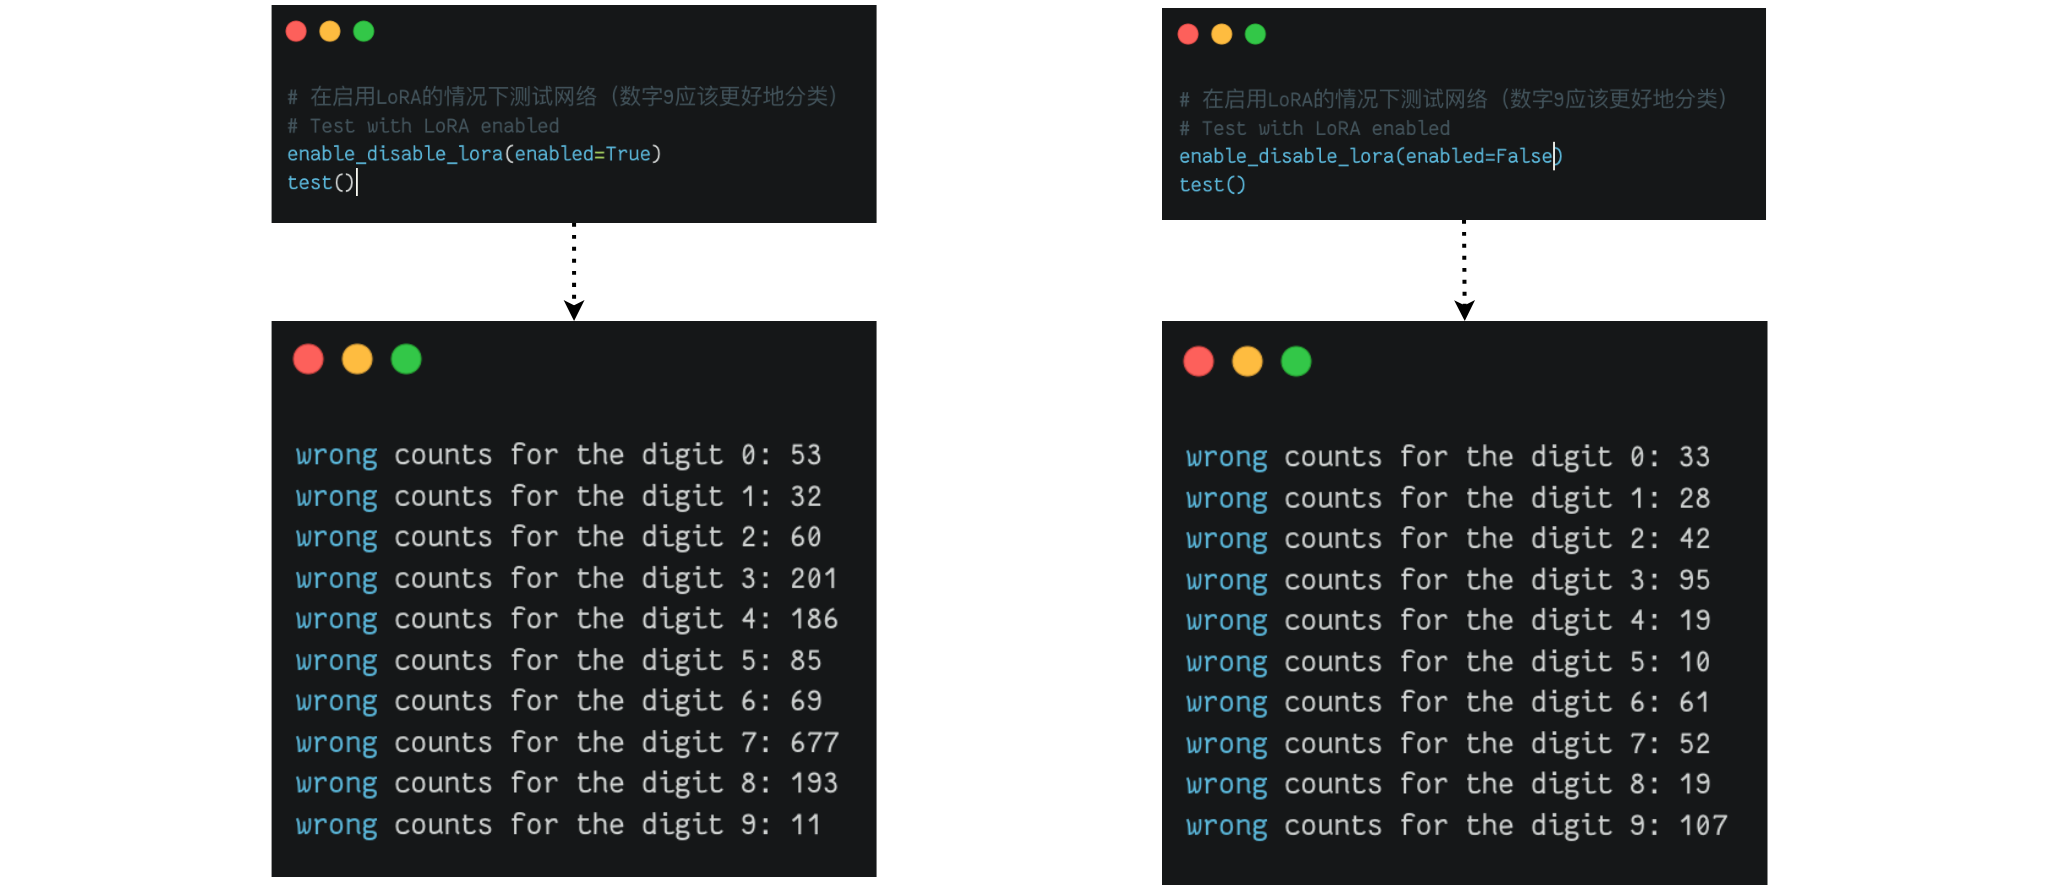 # 在启用LoRA的情况下测试网络（数字9应该更好地分类）
# Test with LoRA enabled
enable_disable_lora(enabled=True)
test()
wrong counts for the digit 0: 53
wrong counts for the digit 1: 32
wrong counts for the digit 2: 60
wrong counts for the digit 3: 201
wrong counts for the digit 4: 186
wrong counts for the digit 5: 85
wrong counts for the digit 6: 69
wrong counts for the digit 7: 677
wrong counts for the digit 8: 193
wrong counts for the digit 9: 11
# 在启用LoRA的情况下测试网络（数字9应该更好地分类）
# Test with LoRA enabled
enable_disable_lora(enabled=False)
test()
wrong counts for the digit 0: 33
wrong counts for the digit 1: 28
wrong counts for the digit 2: 42
wrong counts for the digit 3: 95
wrong counts for the digit 4: 19
wrong counts for the digit 5: 10
wrong counts for the digit 6: 61
wrong counts for the digit 7: 52
wrong counts for the digit 8: 19
wrong counts for the digit 9: 107